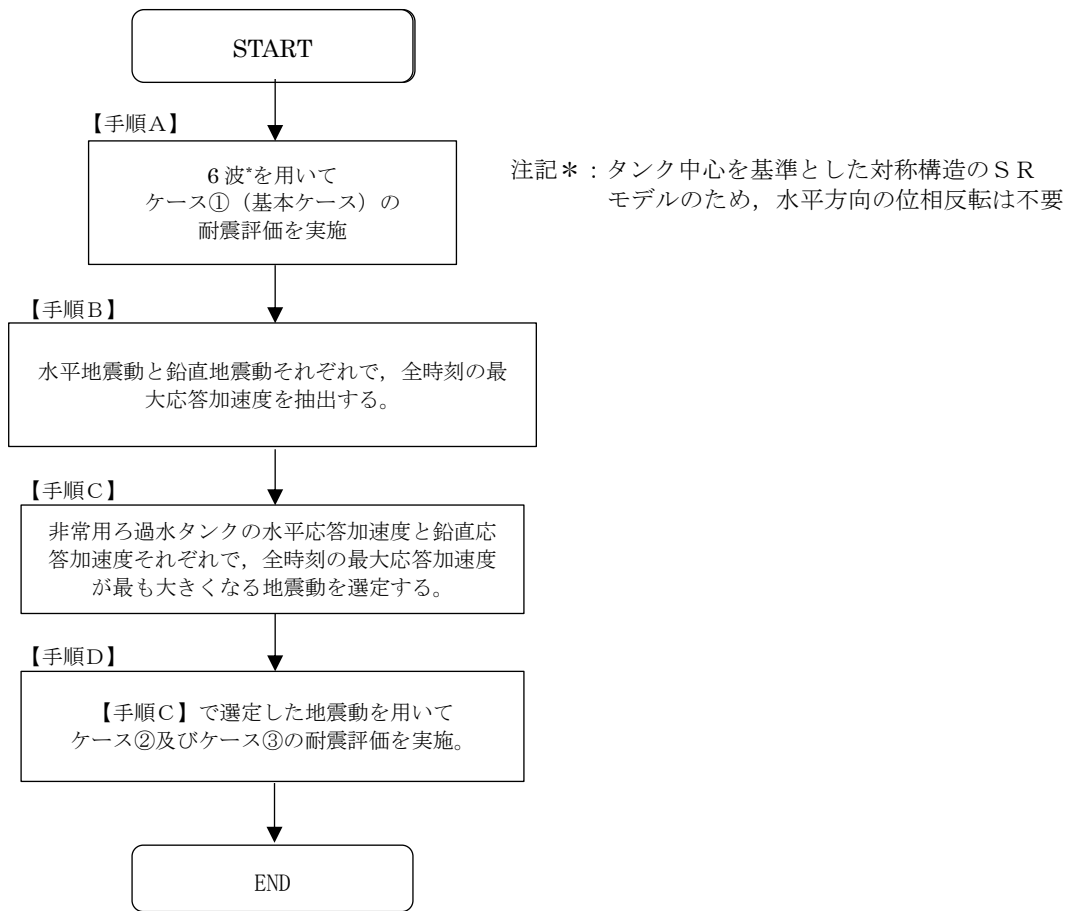 START
【手順A】
6波*を用いて
ケース①（基本ケース）の
耐震評価を実施
注記＊：タンク中心を基準とした対称構造のSR
モデルのため，水平方向の位相反転は不要
【手順B】
水平地震動と鉛直地震動それぞれで，全時刻の最
大応答加速度を抽出する。
【手順C】
非常用ろ過水タンクの水平応答加速度と鉛直応
答加速度それぞれで，全時刻の最大応答加速度
が最も大きくなる地震動を選定する。
【手順D】
【手順C】で選定した地震動を用いて
ケース②及びケース③の耐震評価を実施。
END